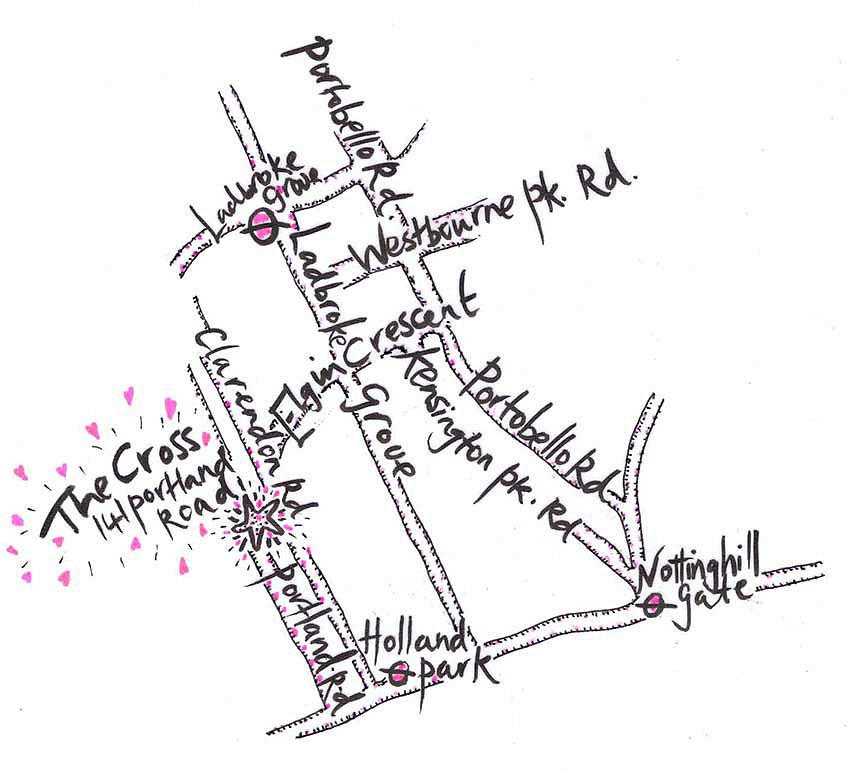 Portobello Rd.
Ladbroke
grove
Westbourne pk. Rd.
Ladbroke
Grove
Elgin Crescent
Clarendon Rd
Kensington pk. Rd
Portobello Rd
The Cross
141 portland
Road
Portland Rd
Holland
park
Nottinghill
gate